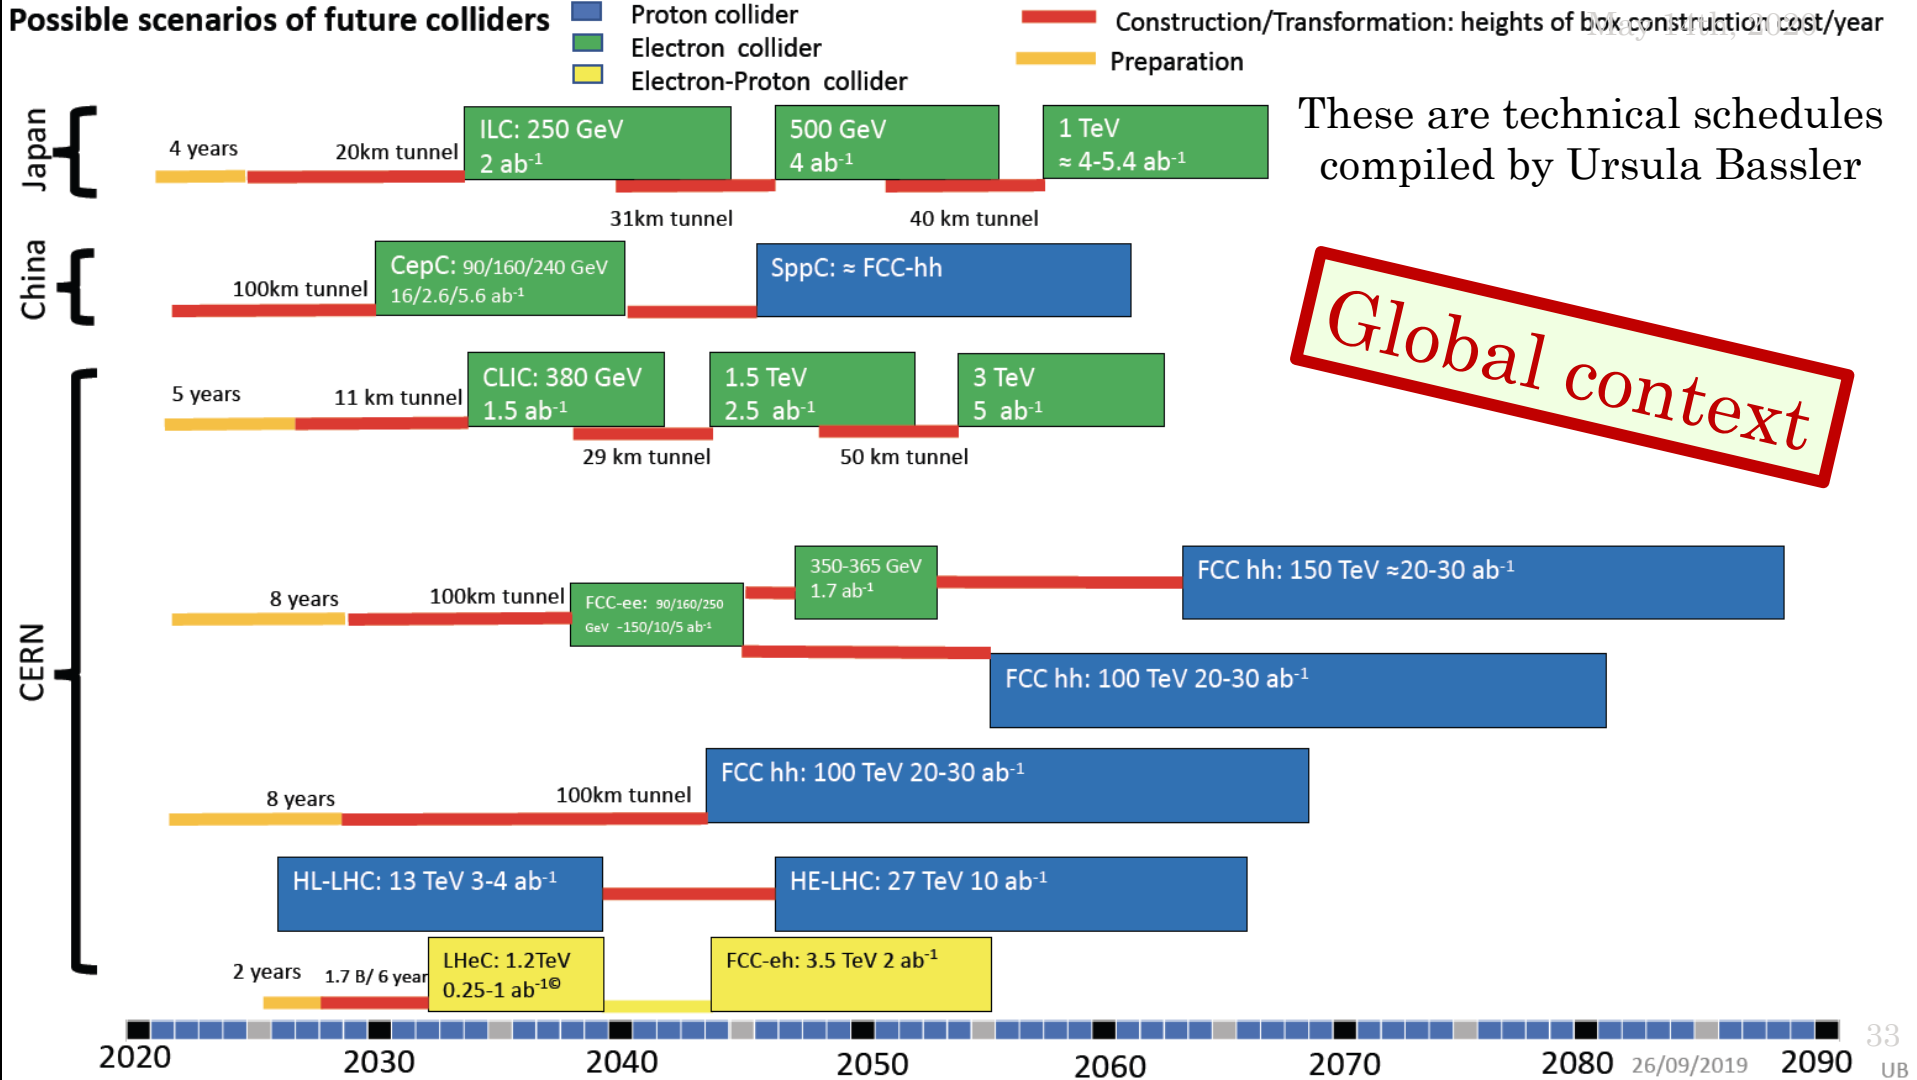 Possible scenarios of future colliders
Proton collider
Electron collider
Electron-Proton collider
Construction/Transformation: heights of box construction cost/year
Preparation
May 14th, 2020
These are technical schedules
compiled by Ursula Bassler
Global context
Japan
4 years
20km tunnel
ILC: 250 GeV
2 ab-1
500 GeV
4 ab-1
1 TeV
≈ 4-5.4 ab-1
31km tunnel
40 km tunnel
China
100km tunnel
CepC: 90/160/240 GeV
16/2.6/5.6 ab-1
SppC: ≈ FCC-hh
CERN
5 years
11 km tunnel
CLIC: 380 GeV
1.5 ab-1
1.5 TeV
2.5 ab-1
3 TeV
5 ab-1
29 km tunnel
50 km tunnel
8 years
100km tunnel
FCC-ee: 90/160/250
GeV -150/10/5 ab-1
350-365 GeV
1.7 ab-1
FCC hh: 150 TeV ≈20-30 ab-1
FCC hh: 100 TeV 20-30 ab-1
8 years
100km tunnel
FCC hh: 100 TeV 20-30 ab-1
HL-LHC: 13 TeV 3-4 ab-1
HE-LHC: 27 TeV 10 ab-1
2 years
1.7 B/ 6 year
LHeC: 1.2TeV
0.25-1 ab-1©
FCC-eh: 3.5 TeV 2 ab-1
2020 2030 2040 2050 2060 2070 2080 2090
26/09/2019
33
UB